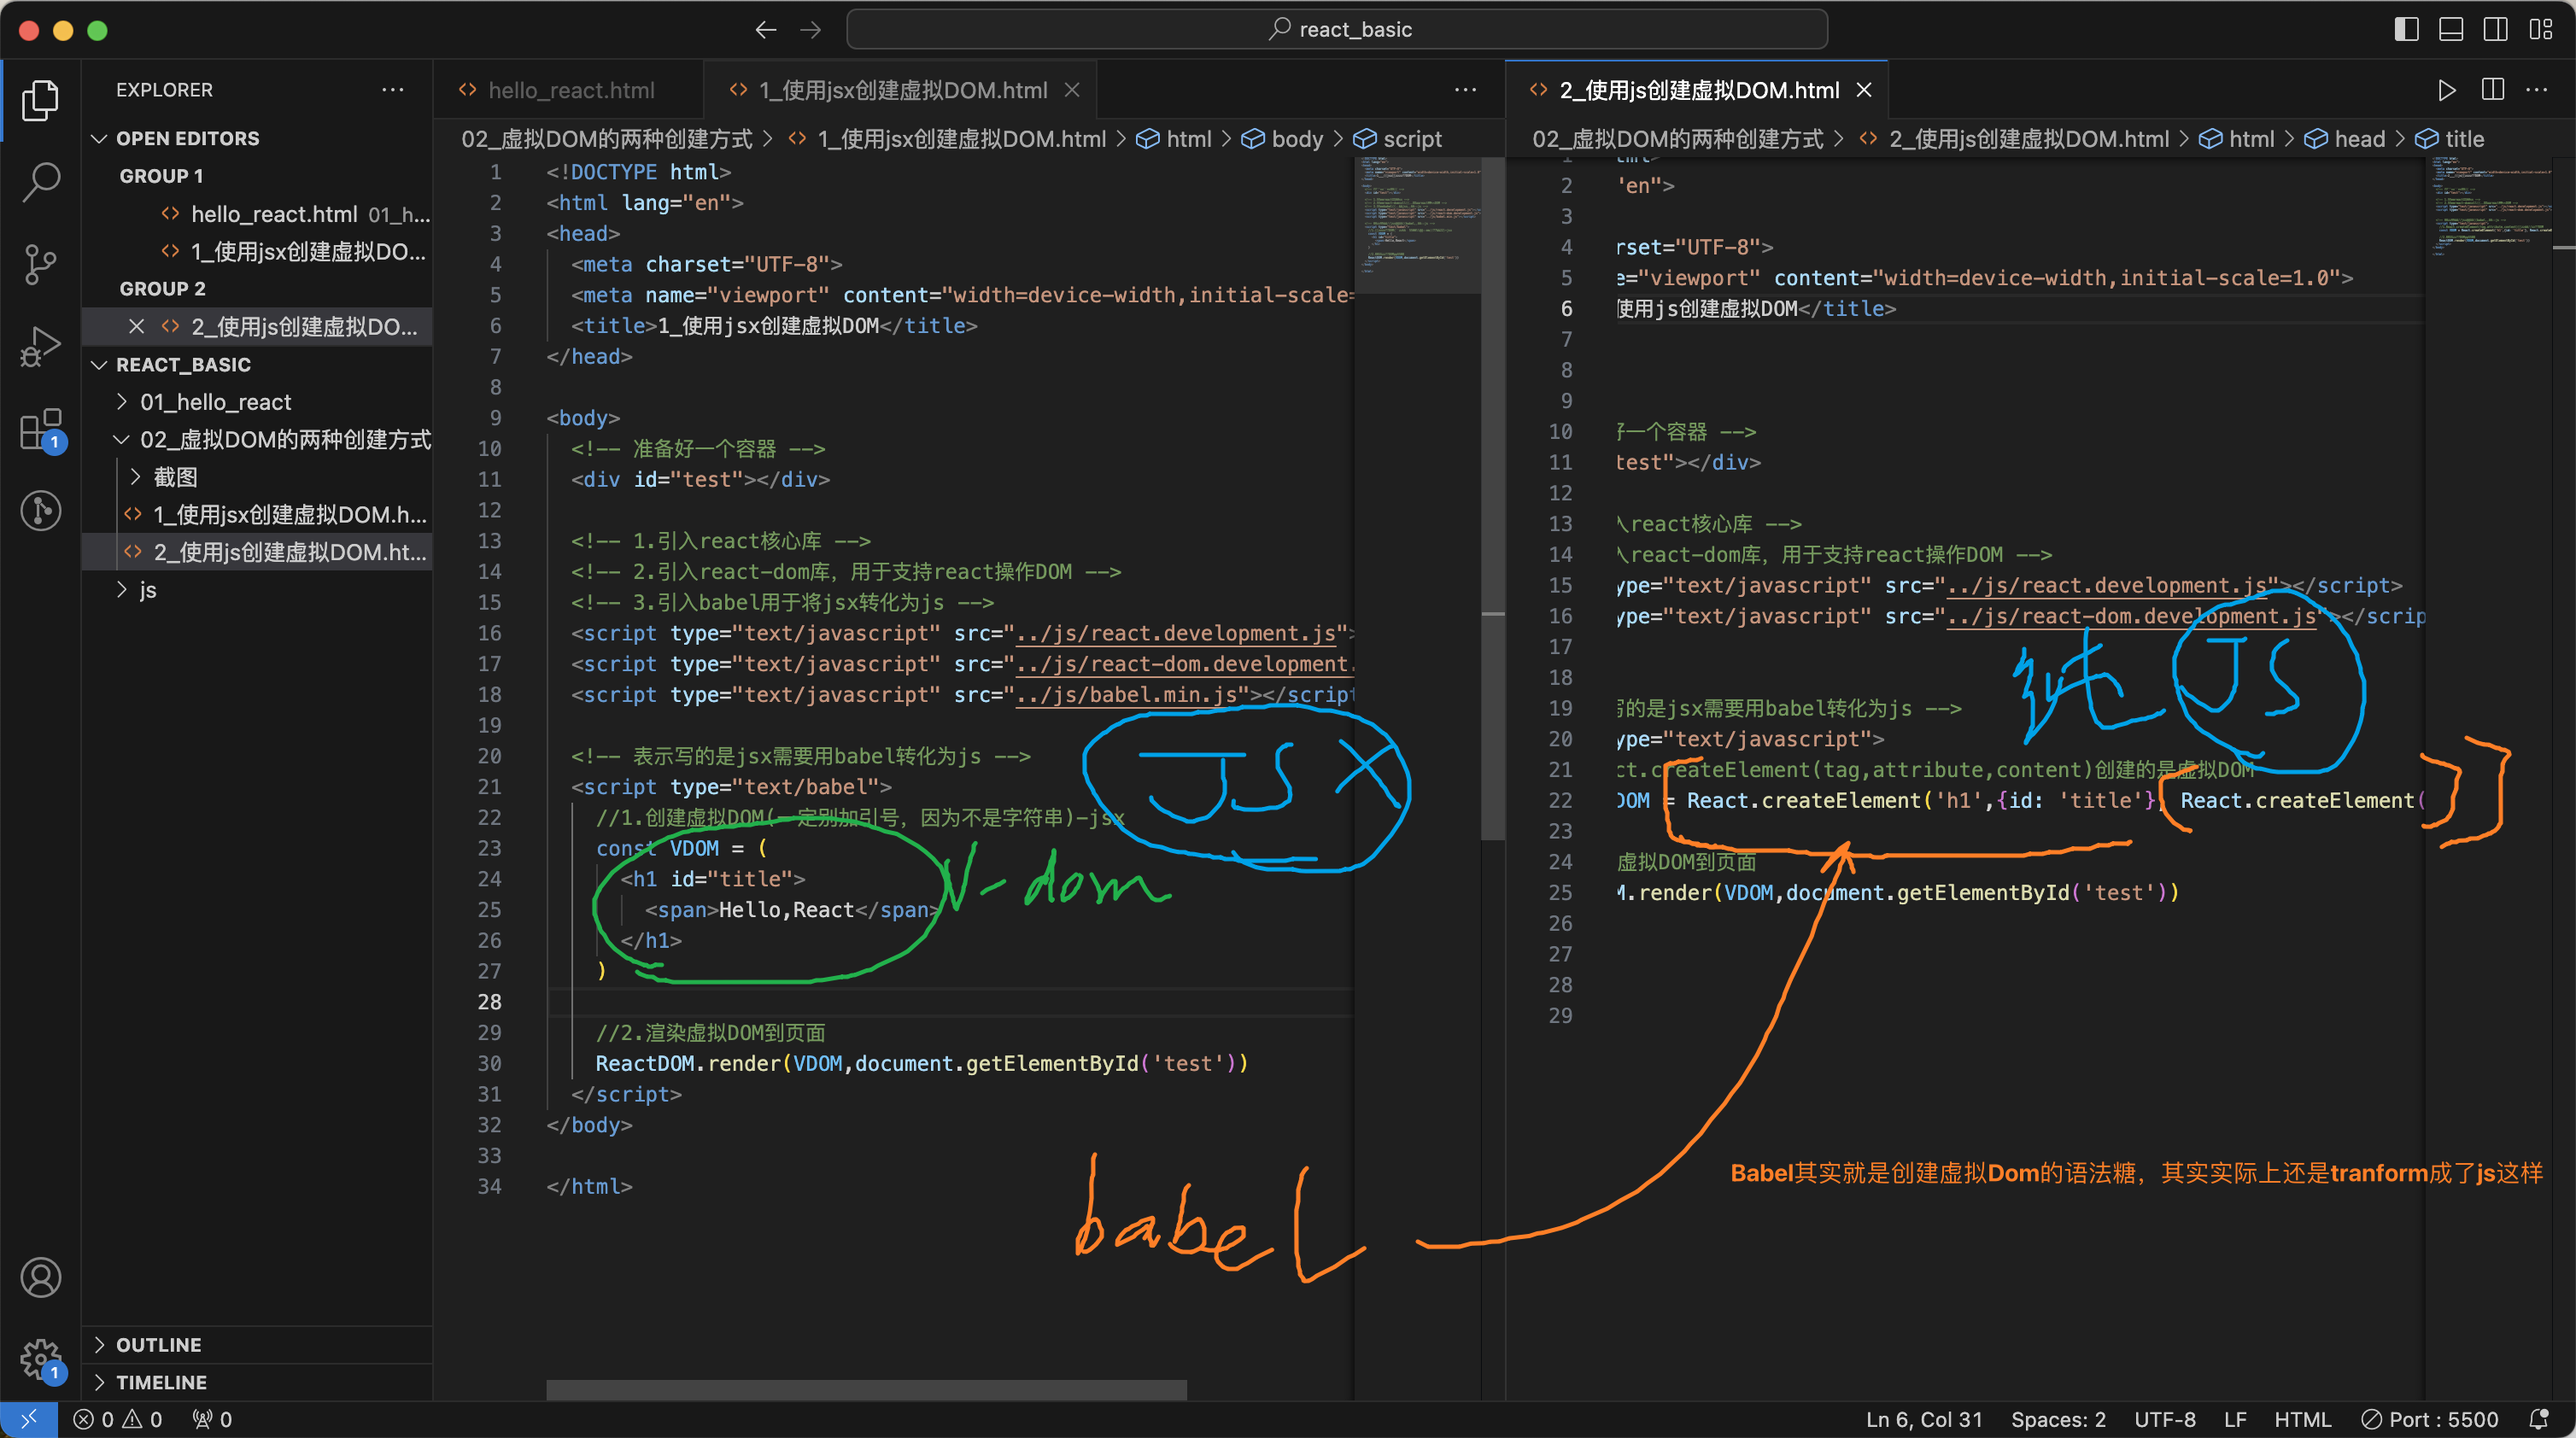 react_basic
EXPLORER
OPEN EDITORS
GROUP 1
hello_react.html 01_h...
1_使用jsx创建虚拟DO...
GROUP 2
2_使用js创建虚拟DO...
REACT_BASIC
01_hello_react
02_虚拟DOM的两种创建方式
截图
1_使用jsx创建虚拟DOM.h...
2_使用js创建虚拟DOM.ht...
js
OUTLINE
TIMELINE
hello_react.html
1_使用jsx创建虚拟DOM.html
02_虚拟DOM的两种创建方式 > 1_使用jsx创建虚拟DOM.html > html > body > script
1 <!DOCTYPE html>
2 <html lang="en">
3 <head>
4 <meta charset="UTF-8">
5 <meta name="viewport" content="width=device-width,initial-scale=
6 <title>1_使用jsx创建虚拟DOM</title>
7 </head>
8
9 <body>
10 <!-- 准备好一个容器 -->
11 <div id="test"></div>
12
13 <!-- 1.引入react核心库 -->
14 <!-- 2.引入react-dom库，用于支持react操作DOM -->
15 <!-- 3.引入babel用于将jsx转化为js -->
16 <script type="text/javascript" src="../js/react.development.js">
17 <script type="text/javascript" src="../js/react-dom.development.
18 <script type="text/javascript" src="../js/babel.min.js"></script
19
20 <!-- 表示写的是jsx需要用babel转化为js -->
21 <script type="text/babel">
22 //1.创建虚拟DOM(一定别加引号，因为不是字符串)-jsx
23 const VDOM = (
24 <h1 id="title">
25 <span>Hello,React</span>
26 </h1>
27 )
28
29 //2.渲染虚拟DOM到页面
30 ReactDOM.render(VDOM,document.getElementById('test'))
31 </script>
32 </body>
33
34 </html>
JSX
V-dom
babel
2_使用js创建虚拟DOM.html
02_虚拟DOM的两种创建方式 > 2_使用js创建虚拟DOM.html > html > head > title
2 "en">
3
4 rset="UTF-8">
5 e="viewport" content="width=device-width,initial-scale=1.0">
6 使用js创建虚拟DOM</title>
7
8
9
10 好一个容器 -->
11 test"></div>
12
13 入react核心库 -->
14 入react-dom库，用于支持react操作DOM -->
15 ype="text/javascript" src="../js/react.development.js"></script>
16 ype="text/javascript" src="../js/react-dom.development.js"></scrip
17
18
19 写的是jsx需要用babel转化为js -->
20 ype="text/javascript">
21 ct.createElement(tag,attribute,content)创建的是虚拟DOM
22 DOM = React.createElement('h1',{id: 'title'}, React.createElement(
23
24 虚拟DOM到页面
25 M.render(VDOM,document.getElementById('test'))
26
27
28
29
纯JS
Babel其实就是创建虚拟Dom的语法糖，其实实际上还是tranform成了js这样
1
1
0 0 0
Ln 6, Col 31 Spaces: 2 UTF-8 LF HTML Port : 5500